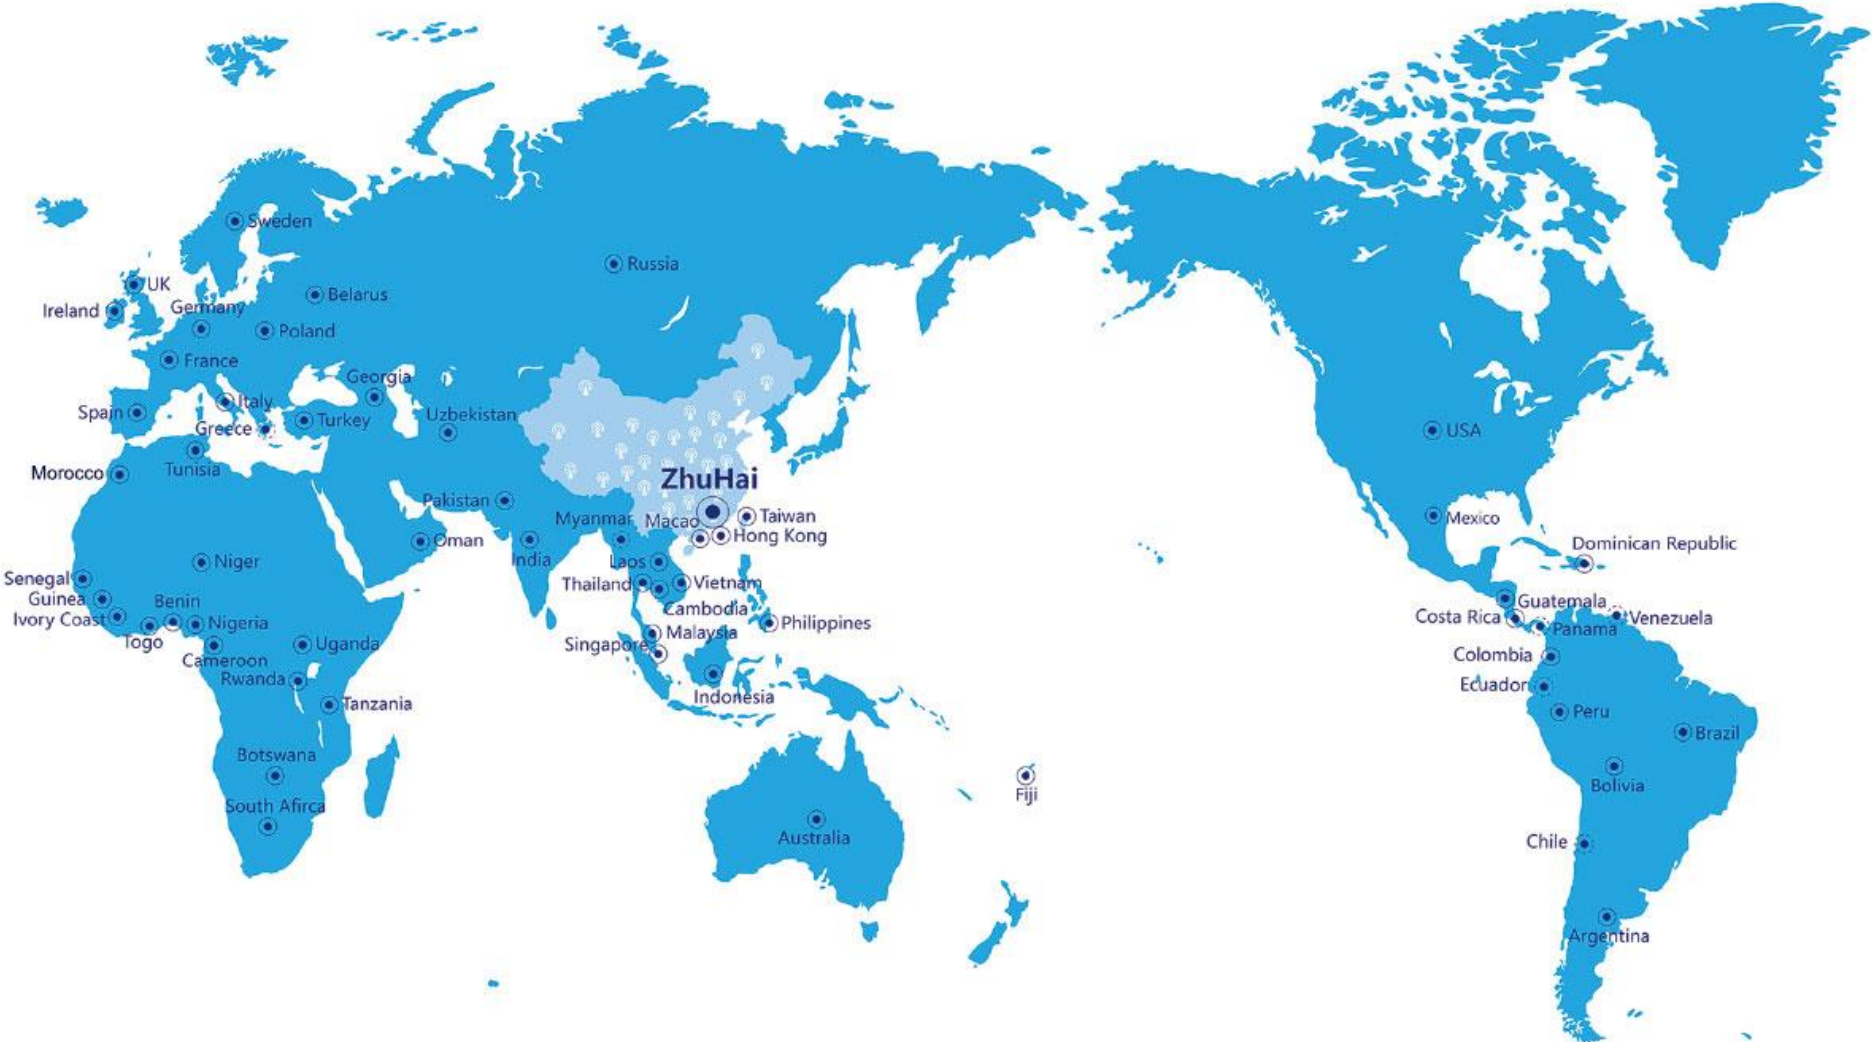 Sweden
Russia
UK
Belarus
Ireland
Germany
Poland
France
Georgia
Italy
Spain
Turkey
Uzbekistan
Greece
USA
Tunisia
Morocco
ZhuHai
Pakistan
Myanmar
Macao
Taiwan
Mexico
Hong Kong
Oman
Dominican Republic
India
Laos
Niger
Senegal
Thailand
Vietnam
Guinea
Benin
Cambodia
Guatemala
Ivory Coast
Nigeria
Philippines
Costa Rica
Venezuela
Panama
Togo
Malaysia
Uganda
Singapore
Cameroon
Colombia
Rwanda
Ecuador
Indonesia
Tanzania
Peru
Brazil
Botswana
Bolivia
Fiji
South Afirca
Australia
Chile
Argentina